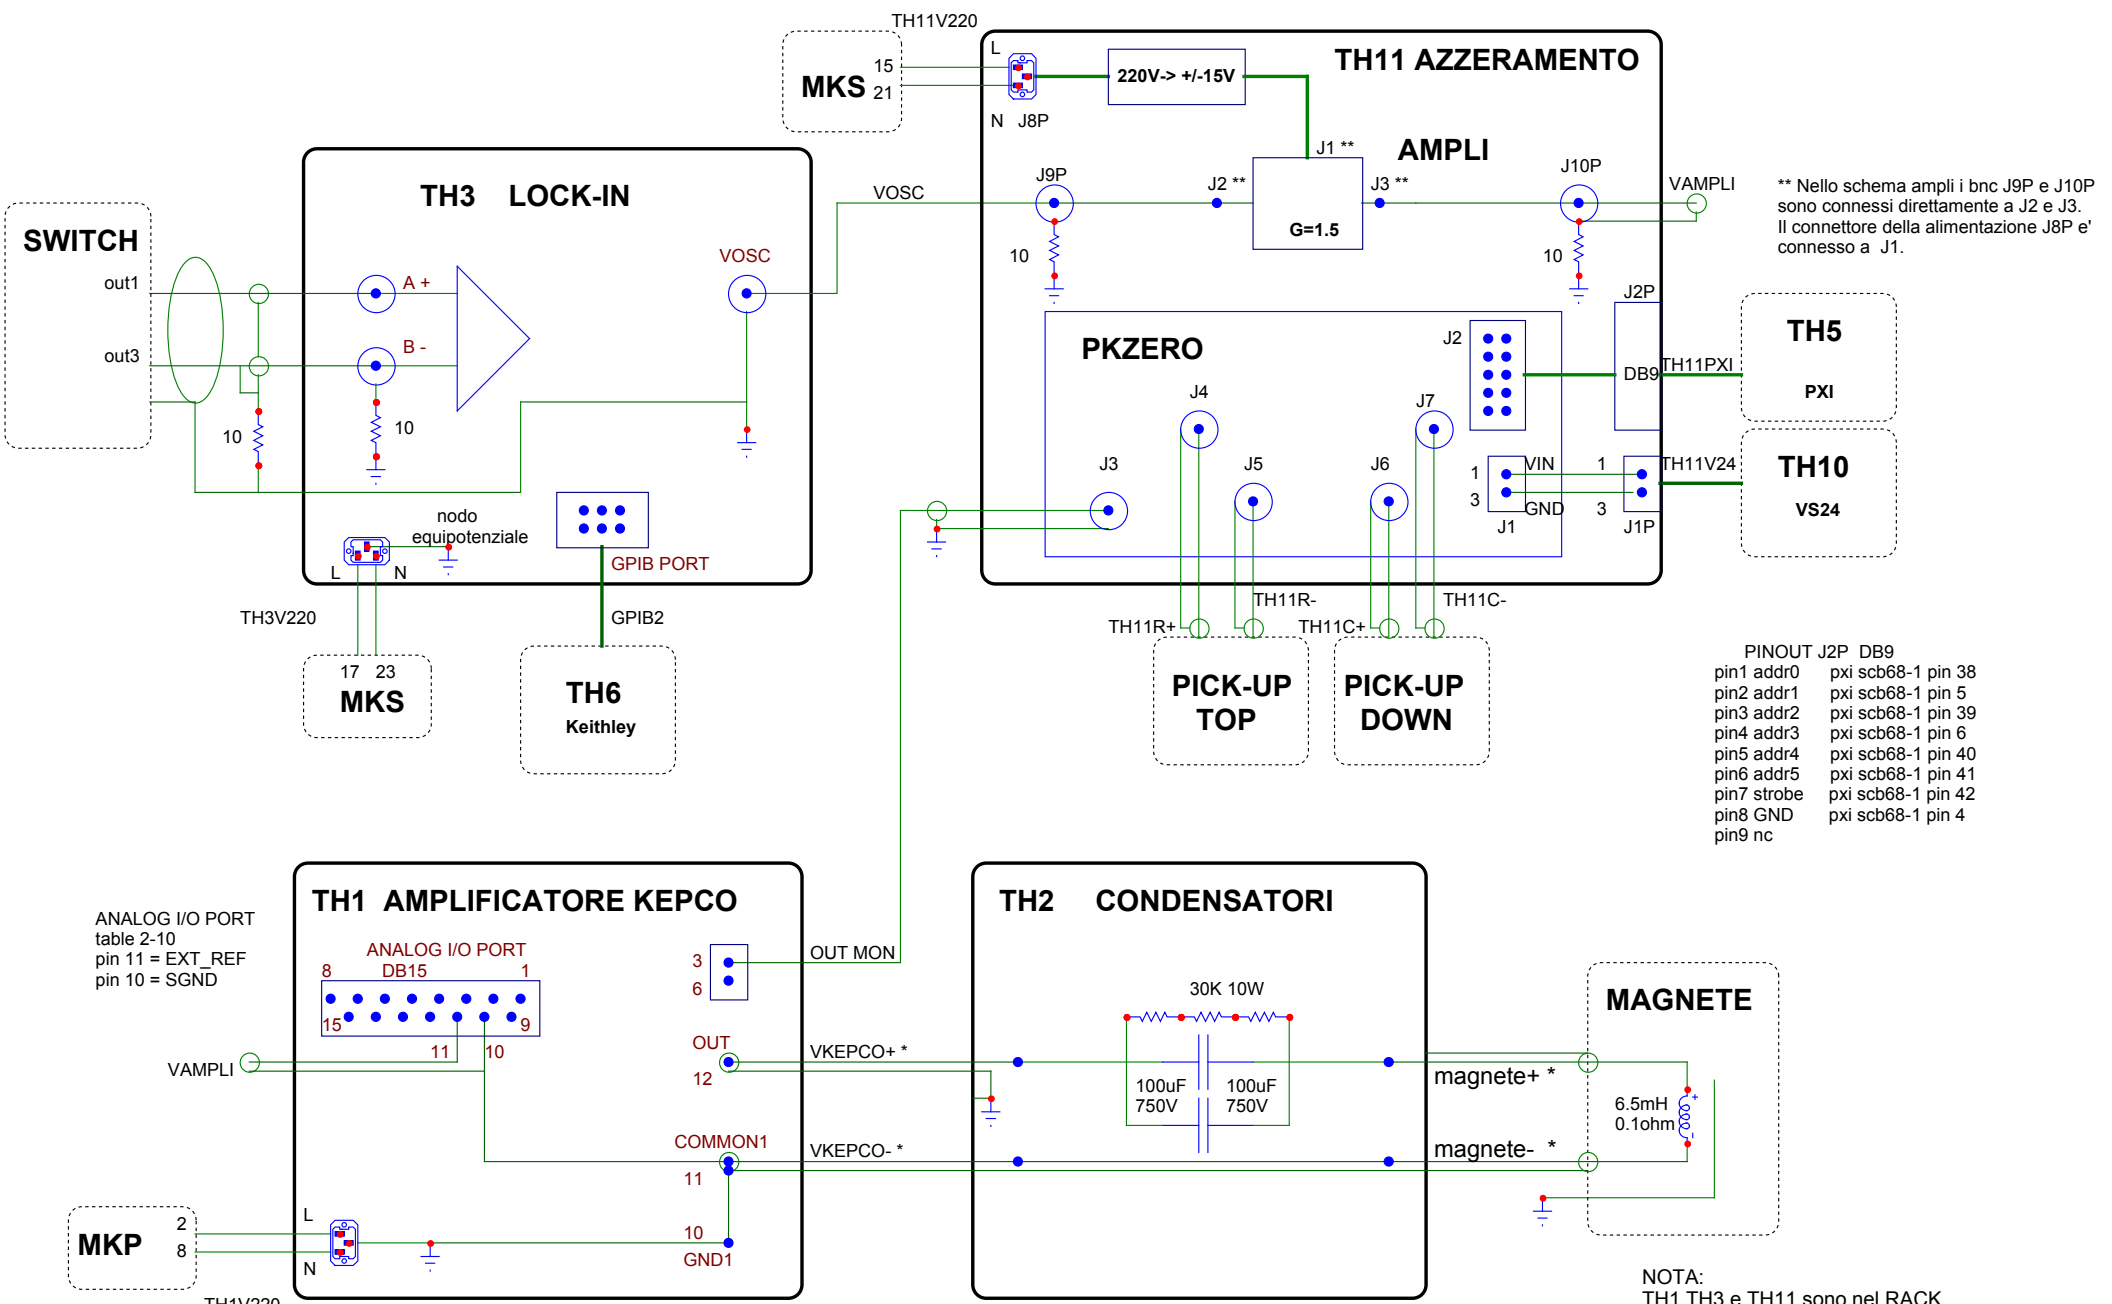 TH11V220
MKS
15
21
L
N
J8P
220V-> +/-15V
TH11 AZZERAMENTO
AMPLI
J1 **
J9P
J2 **
J3 **
J10P
G=1.5
10
10
VAMPLI
** Nello schema ampli i bnc J9P e J10P
sono connessi direttamente a J2 e J3.
Il connettore della alimentazione J8P e'
connesso a J1.
TH3 LOCK-IN
VOSC
VOSC
SWITCH
out1
out3
A +
B -
10
10
nodo
equipotenziale
L
N
GPIB PORT
GPIB2
TH3V220
17 23
MKS
TH6
Keithley
PKZERO
J2
J2P
DB9
TH11PXI
TH5
PXI
J4
J7
J3
J5
J6
1
3
VIN
GND
J1
1
3
J1P
TH11V24
TH10
VS24
TH11R+
TH11R-
TH11C+
TH11C-
PICK-UP
TOP
PICK-UP
DOWN
PINOUT J2P DB9
pin1 addr0 pxi scb68-1 pin 38
pin2 addr1 pxi scb68-1 pin 5
pin3 addr2 pxi scb68-1 pin 39
pin4 addr3 pxi scb68-1 pin 6
pin5 addr4 pxi scb68-1 pin 40
pin6 addr5 pxi scb68-1 pin 41
pin7 strobe pxi scb68-1 pin 42
pin8 GND pxi scb68-1 pin 4
pin9 nc
ANALOG I/O PORT
table 2-10
pin 11 = EXT_REF
pin 10 = SGND
TH1 AMPLIFICATORE KEPCO
ANALOG I/O PORT
8 DB15 1
15 9
11 10
VAMPLI
3
6
OUT MON
OUT
12
VKEPCO+ *
COMMON1
11
VKEPCO- *
10
GND1
MKP
2
8
L
N
TH1V220
TH2 CONDENSATORI
30K 10W
100uF
750V
100uF
750V
magnete+ *
magnete- *
MAGNETE
6.5mH
0.1ohm
+
-
NOTA:
TH1 TH3 e TH11 sono nel RACK